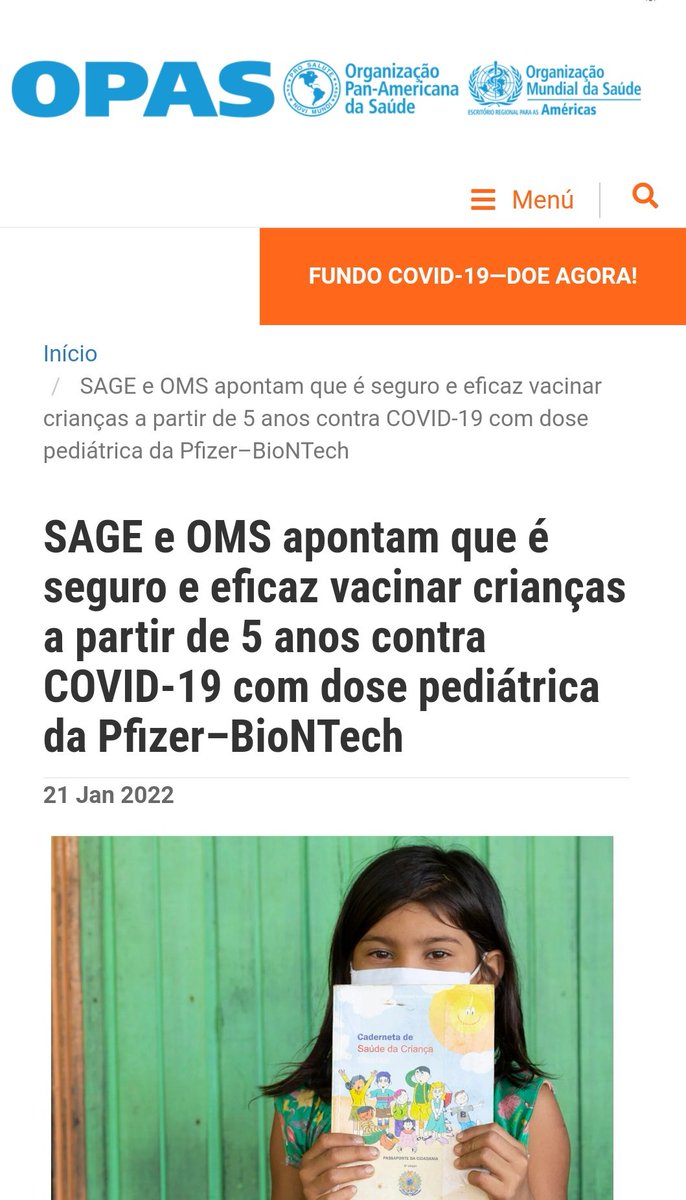 OPAS
Organização
Pan-Americana
da Saúde
PRO SALUTE
NOVI MUNDI
Organização
Mundial da Saúde
ESCRITÓRIO REGIONAL PARA AS Américas
Menú
FUNDO COVID-19—DOE AGORA!
Início
/ SAGE e OMS apontam que é seguro e eficaz vacinar
crianças a partir de 5 anos contra COVID-19 com dose
pediátrica da Pfizer–BioNTech
SAGE e OMS apontam que é
seguro e eficaz vacinar crianças
a partir de 5 anos contra
COVID-19 com dose pediátrica
da Pfizer–BioNTech
21 Jan 2022
Caderneta de
Saúde da Criança
PASSAPORTE DA CIDADANIA